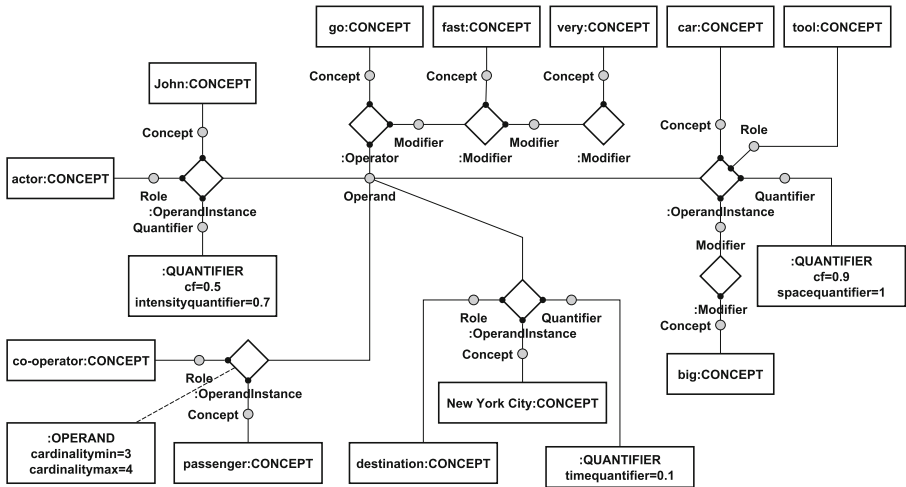 go:CONCEPT
fast:CONCEPT
very:CONCEPT
car:CONCEPT
tool:CONCEPT
John:CONCEPT
Concept
Concept
Concept
Concept
Concept
Role
Modifier
Modifier
:Operator
:Modifier
:Modifier
actor:CONCEPT
Role
Operand
Quantifier
:OperandInstance
:OperandInstance
Quantifier
Modifier
:QUANTIFIER
cf=0.5
intensityquantifier=0.7
:QUANTIFIER
cf=0.9
spacequantifier=1
Role
Quantifier
:Modifier
:OperandInstance
Concept
Concept
co-operator:CONCEPT
Role
:OperandInstance
big:CONCEPT
New York City:CONCEPT
Concept
:OPERAND
cardinalitymin=3
cardinalitymax=4
passenger:CONCEPT
destination:CONCEPT
:QUANTIFIER
timequantifier=0.1